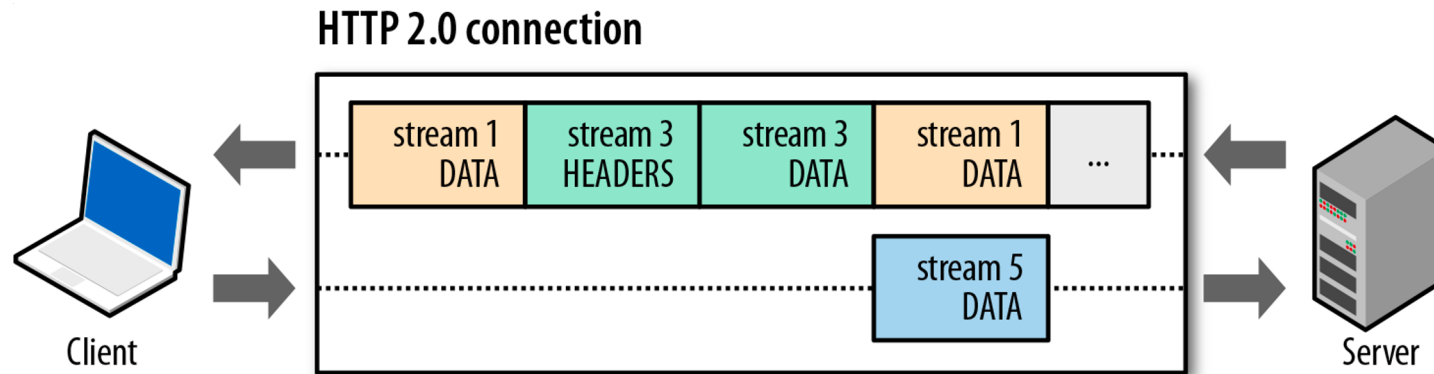 HTTP 2.0 connection
stream 1
DATA
stream 3
HEADERS
stream 3
DATA
stream 1
DATA
...
stream 5
DATA
Client
Server